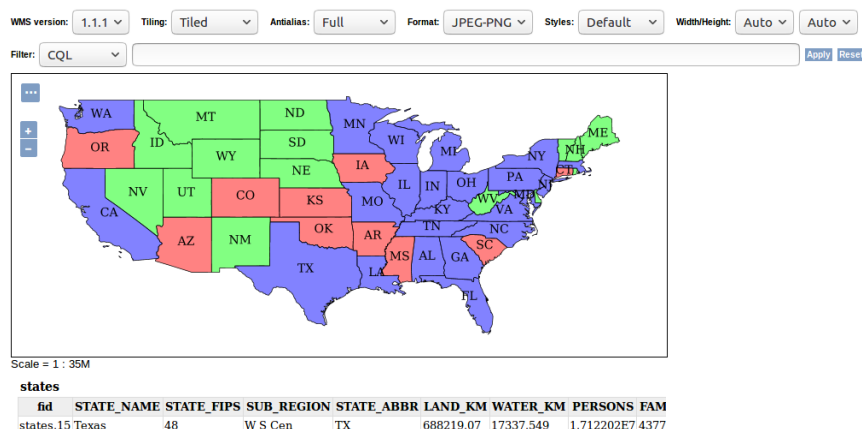 WMS version: 1.1.1 Tiling: Tiled Antialias: Full Format: JPEG-PNG Styles: Default Width/Height: Auto Auto
Filter: CQL Apply Reset
...
+
−
WA MT ND MN ME
OR ID SD WI MI NH
WY IA NY
NE CT
NV UT CO KS MO IL IN OH PA NJ
CA WV MD
KY VA
AZ NM OK AR TN NC
MS AL GA SC
TX LA
FL
Scale = 1 : 35M
states
fid STATE_NAME STATE_FIPS SUB_REGION STATE_ABBR LAND_KM WATER_KM PERSONS FAM
states.15 Texas 48 W S Cen TX 688219.07 17337.549 1.712202E7 4377